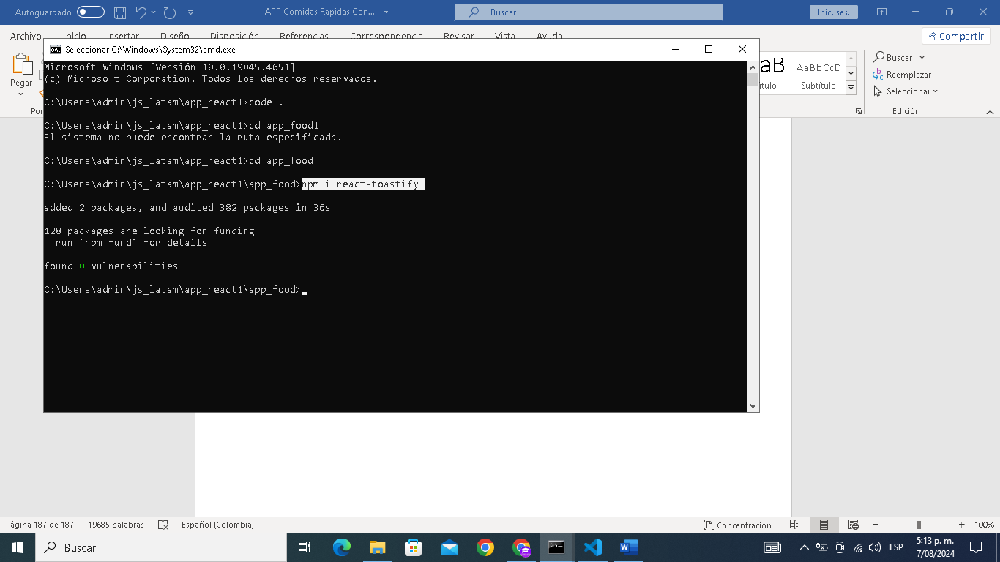 Autoguardado
APP Comidas Rapidas Con...
Buscar
Inic. ses.
Archivo Inicio Insertar Diseño Disposición Referencias Correspondencia Revisar Vista Ayuda
Compartir
Seleccionar C:\Windows\System32\cmd.exe
Pegar
Microsoft Windows [Versión 10.0.19045.4651]
(c) Microsoft Corporation. Todos los derechos reservados.
C:\Users\admin\js_latam\app_react1>code .
C:\Users\admin\js_latam\app_react1>cd app_food1
El sistema no puede encontrar la ruta especificada.
C:\Users\admin\js_latam\app_react1>cd app_food
C:\Users\admin\js_latam\app_react1\app_food>npm i react-toastify
added 2 packages, and audited 382 packages in 36s
128 packages are looking for funding
run `npm fund` for details
found 0 vulnerabilities
C:\Users\admin\js_latam\app_react1\app_food>
AaBbCcD
Subtítulo
Buscar
Reemplazar
Seleccionar
Edición
Página 187 de 187 19685 palabras Español (Colombia)
Concentración
100%
Buscar
ESP
5:13 p. m.
7/08/2024